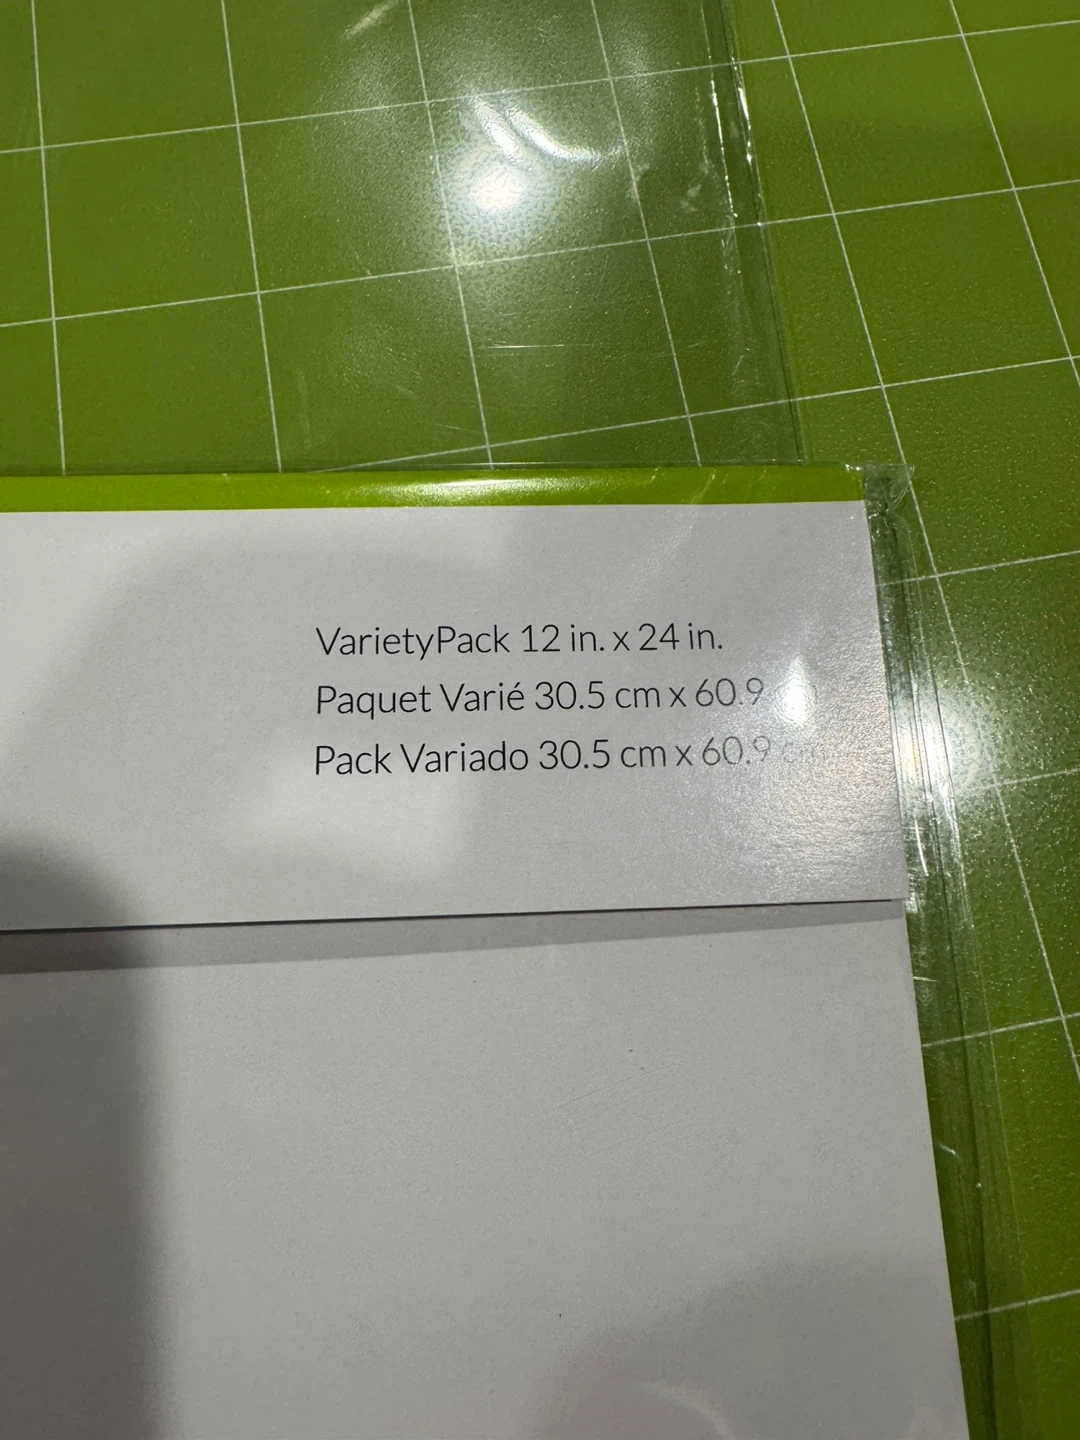 VarietyPack 12 in. x 24 in.
Paquet Varié 30.5 cm x 60.9
Pack Variado 30.5 cm x 60.9 cm